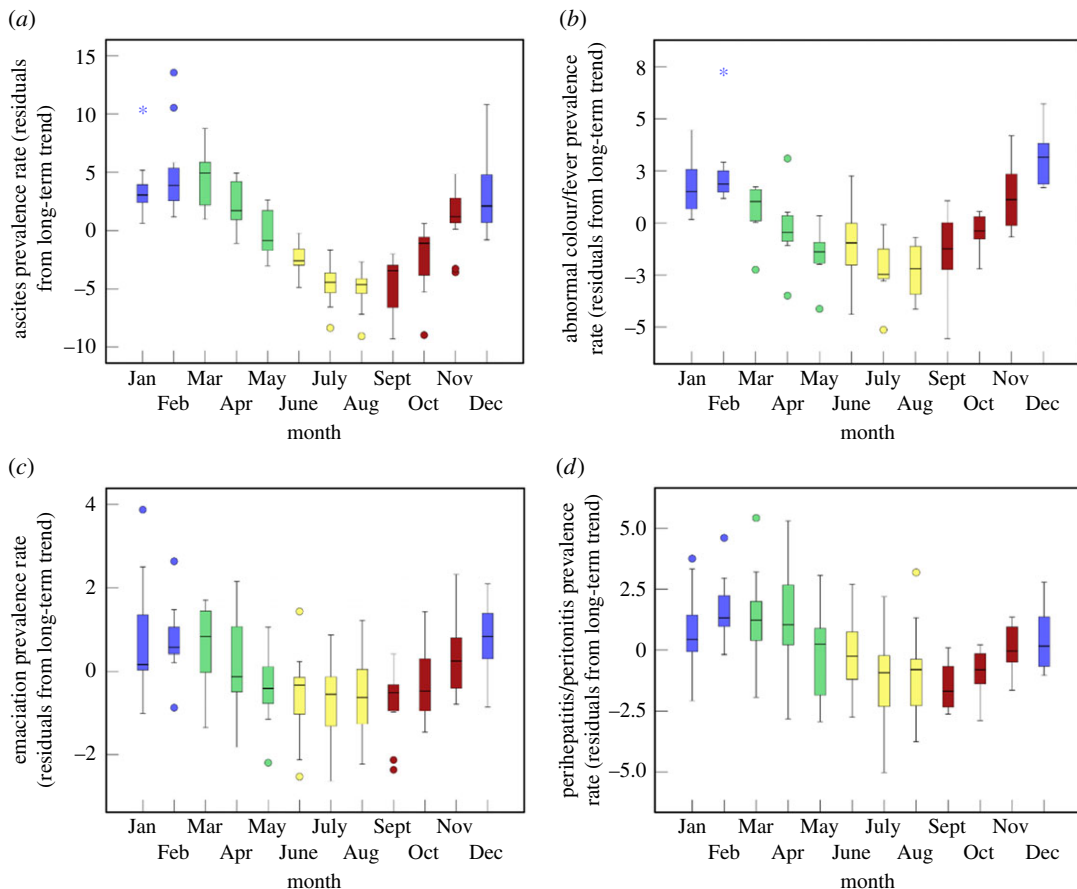 (a)
ascites prevalence rate (residuals
from long-term trend)
15
10
5
0
–5
–10
*
Jan Mar May July Sept Nov
Feb Apr June Aug Oct Dec
month
(b)
abnormal colour/fever prevalence
rate (residuals from long-term trend)
8
5
3
0
–3
–5
*
Jan Mar May July Sept Nov
Feb Apr June Aug Oct Dec
month
(c)
emaciation prevalence rate
(residuals from long-term trend)
4
2
0
–2
Jan Mar May July Sept Nov
Feb Apr June Aug Oct Dec
month
(d)
perihepatitis/peritonitis prevalence
rate (residuals from long-term trend)
5.0
2.5
0
–2.5
–5.0
Jan Mar May July Sept Nov
Feb Apr June Aug Oct Dec
month